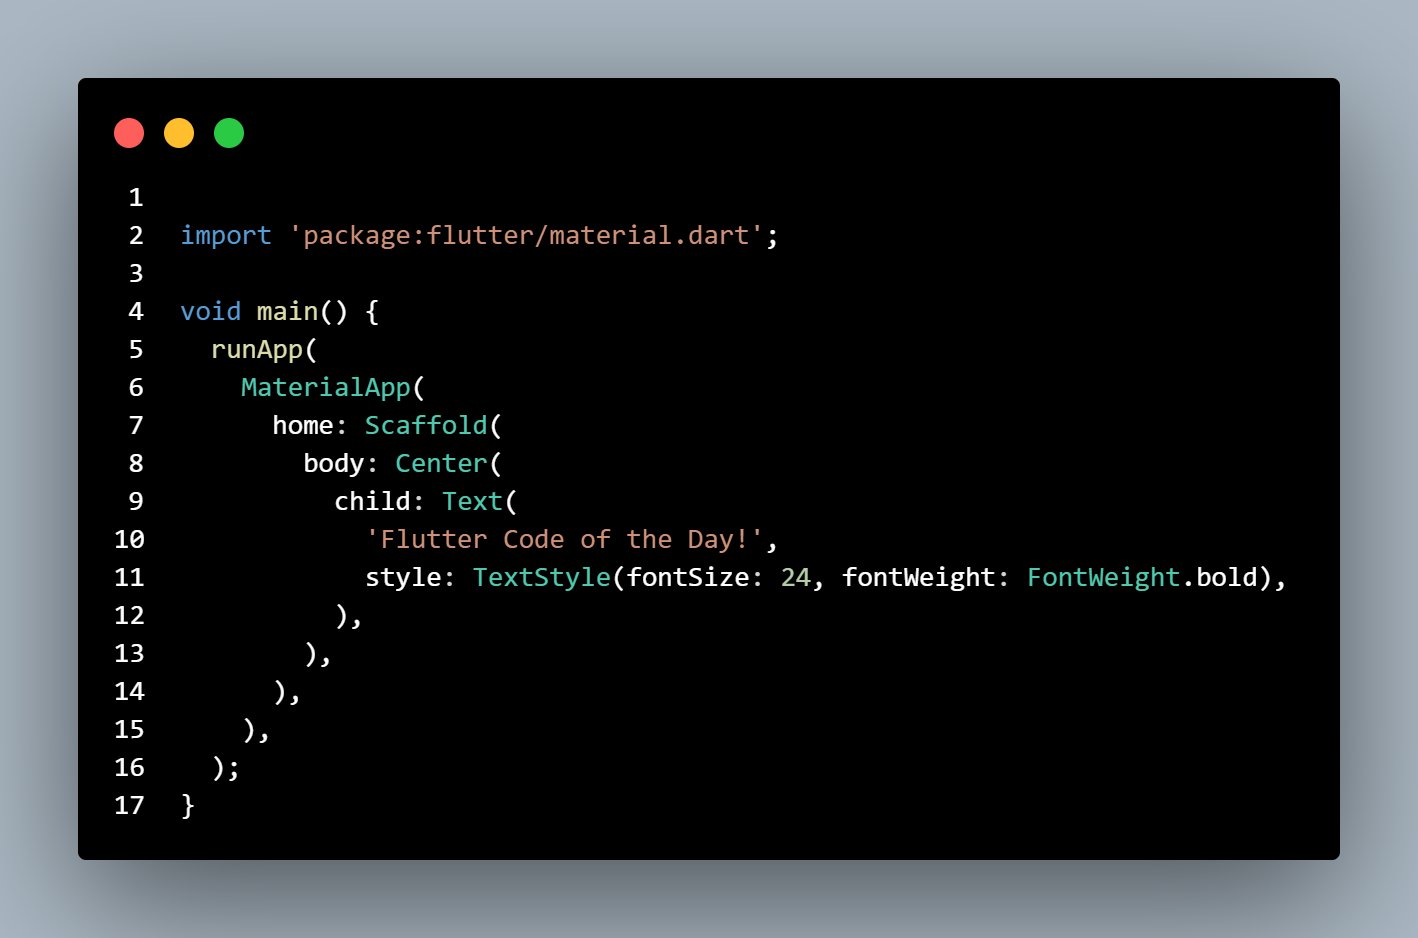 1
2 import 'package:flutter/material.dart';
3
4 void main() {
5   runApp(
6     MaterialApp(
7       home: Scaffold(
8         body: Center(
9           child: Text(
10             'Flutter Code of the Day!',
11             style: TextStyle(fontSize: 24, fontWeight: FontWeight.bold),
12           ),
13         ),
14       ),
15     ),
16   );
17 }